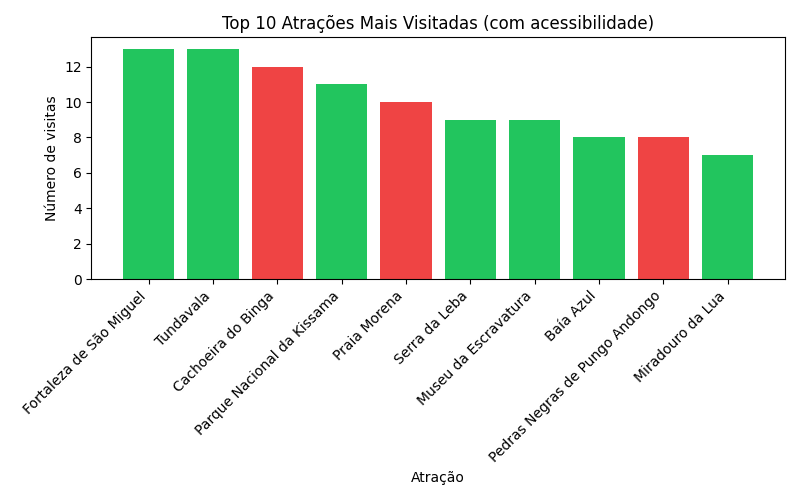 Top 10 Atrações Mais Visitadas (com acessibilidade)
Número de visitas
12
10
8
6
4
2
0
Fortaleza de São Miguel
Tundavala
Cachoeira do Binga
Parque Nacional da Kissama
Praia Morena
Serra da Leba
Museu da Escravatura
Baía Azul
Pedras Negras de Pungo Andongo
Miradouro da Lua
Atração